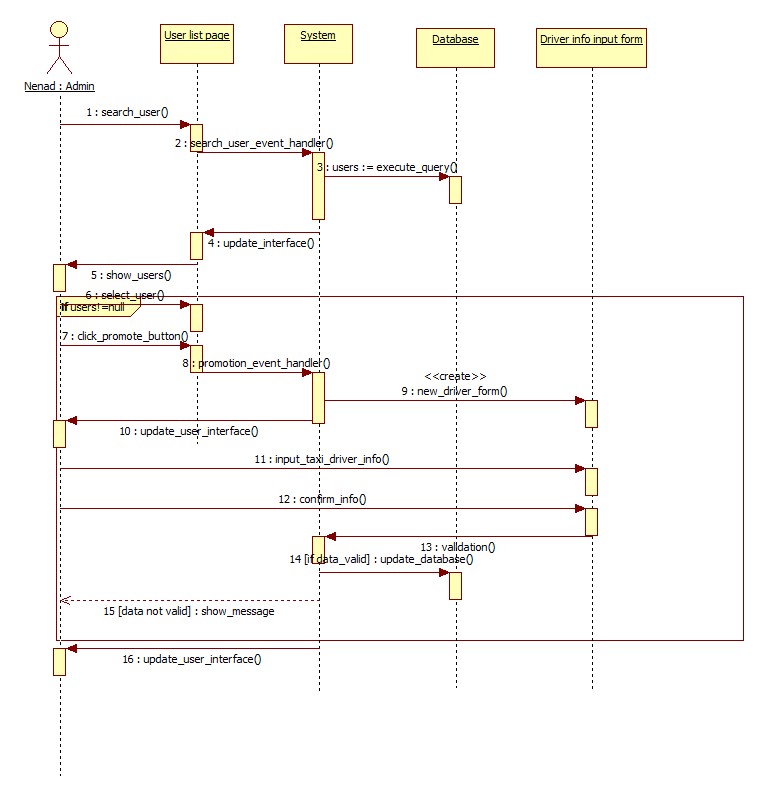 User list page
System
Database
Driver info input form
Nenad : Admin
1 : search_user()
2 : search_user_event_handler()
3 : users := execute_query()
4 : update_interface()
5 : show_users()
6 : select_user()
if users!=null
7 : click_promote_button()
8 : promotion_event_handler()
<<create>>
9 : new_driver_form()
10 : update_user_interface()
11 : input_taxi_driver_info()
12 : confirm_info()
13 : valdation()
14 [if data_valid] : update_database()
15 [data not valid] : show_message
16 : update_user_interface()